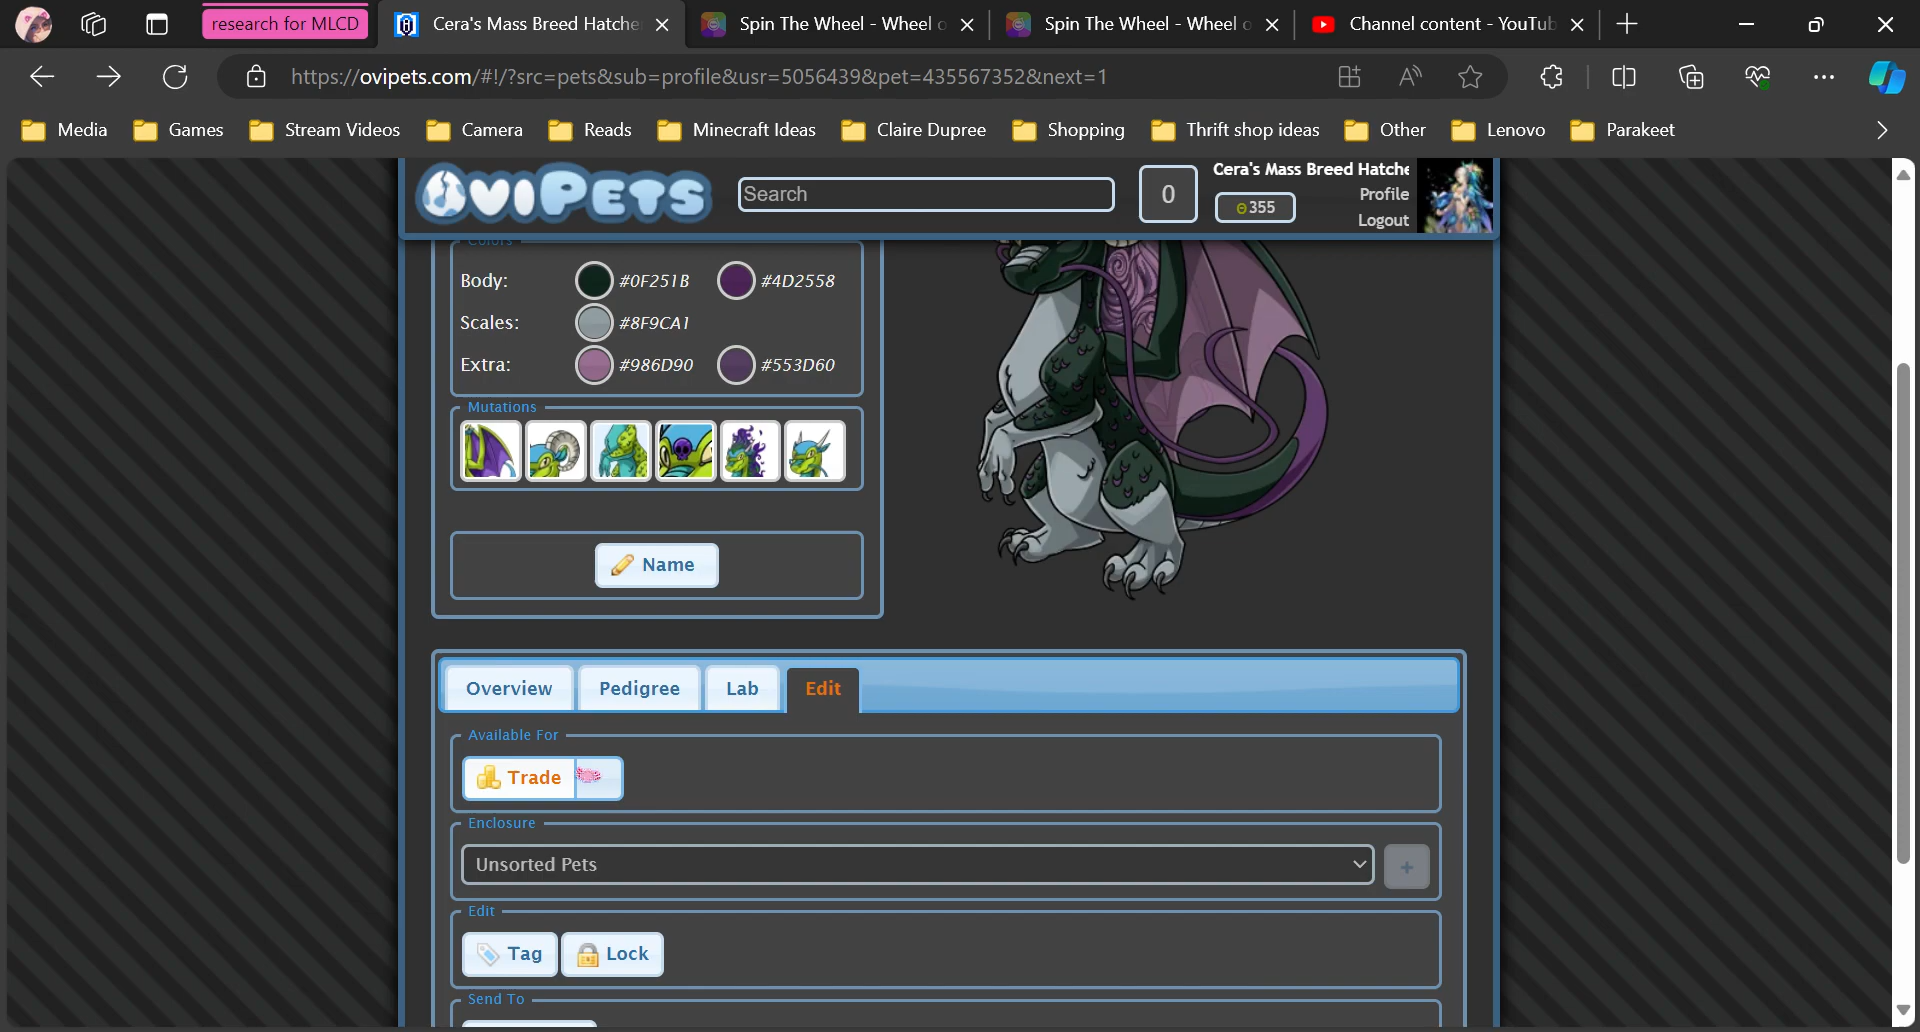 research for MLCD
Cera's Mass Breed Hatche
Spin The Wheel - Wheel o
Spin The Wheel - Wheel o
Channel content - YouTub
https://ovipets.com/#!/?src=pets&sub=profile&usr=5056439&pet=435567352&next=1
Media
Games
Stream Videos
Camera
Reads
Minecraft Ideas
Claire Dupree
Shopping
Thrift shop ideas
Other
Lenovo
Parakeet
OviPets
Search
0
Cera's Mass Breed Hatche
355
Profile
Logout
Colors
Body: #0F251B #4D2558
Scales: #8F9CA1
Extra: #986D90 #553D60
Mutations
Name
Overview Pedigree Lab Edit
Available For
Trade
Enclosure
Unsorted Pets
+
Edit
Tag Lock
Send To